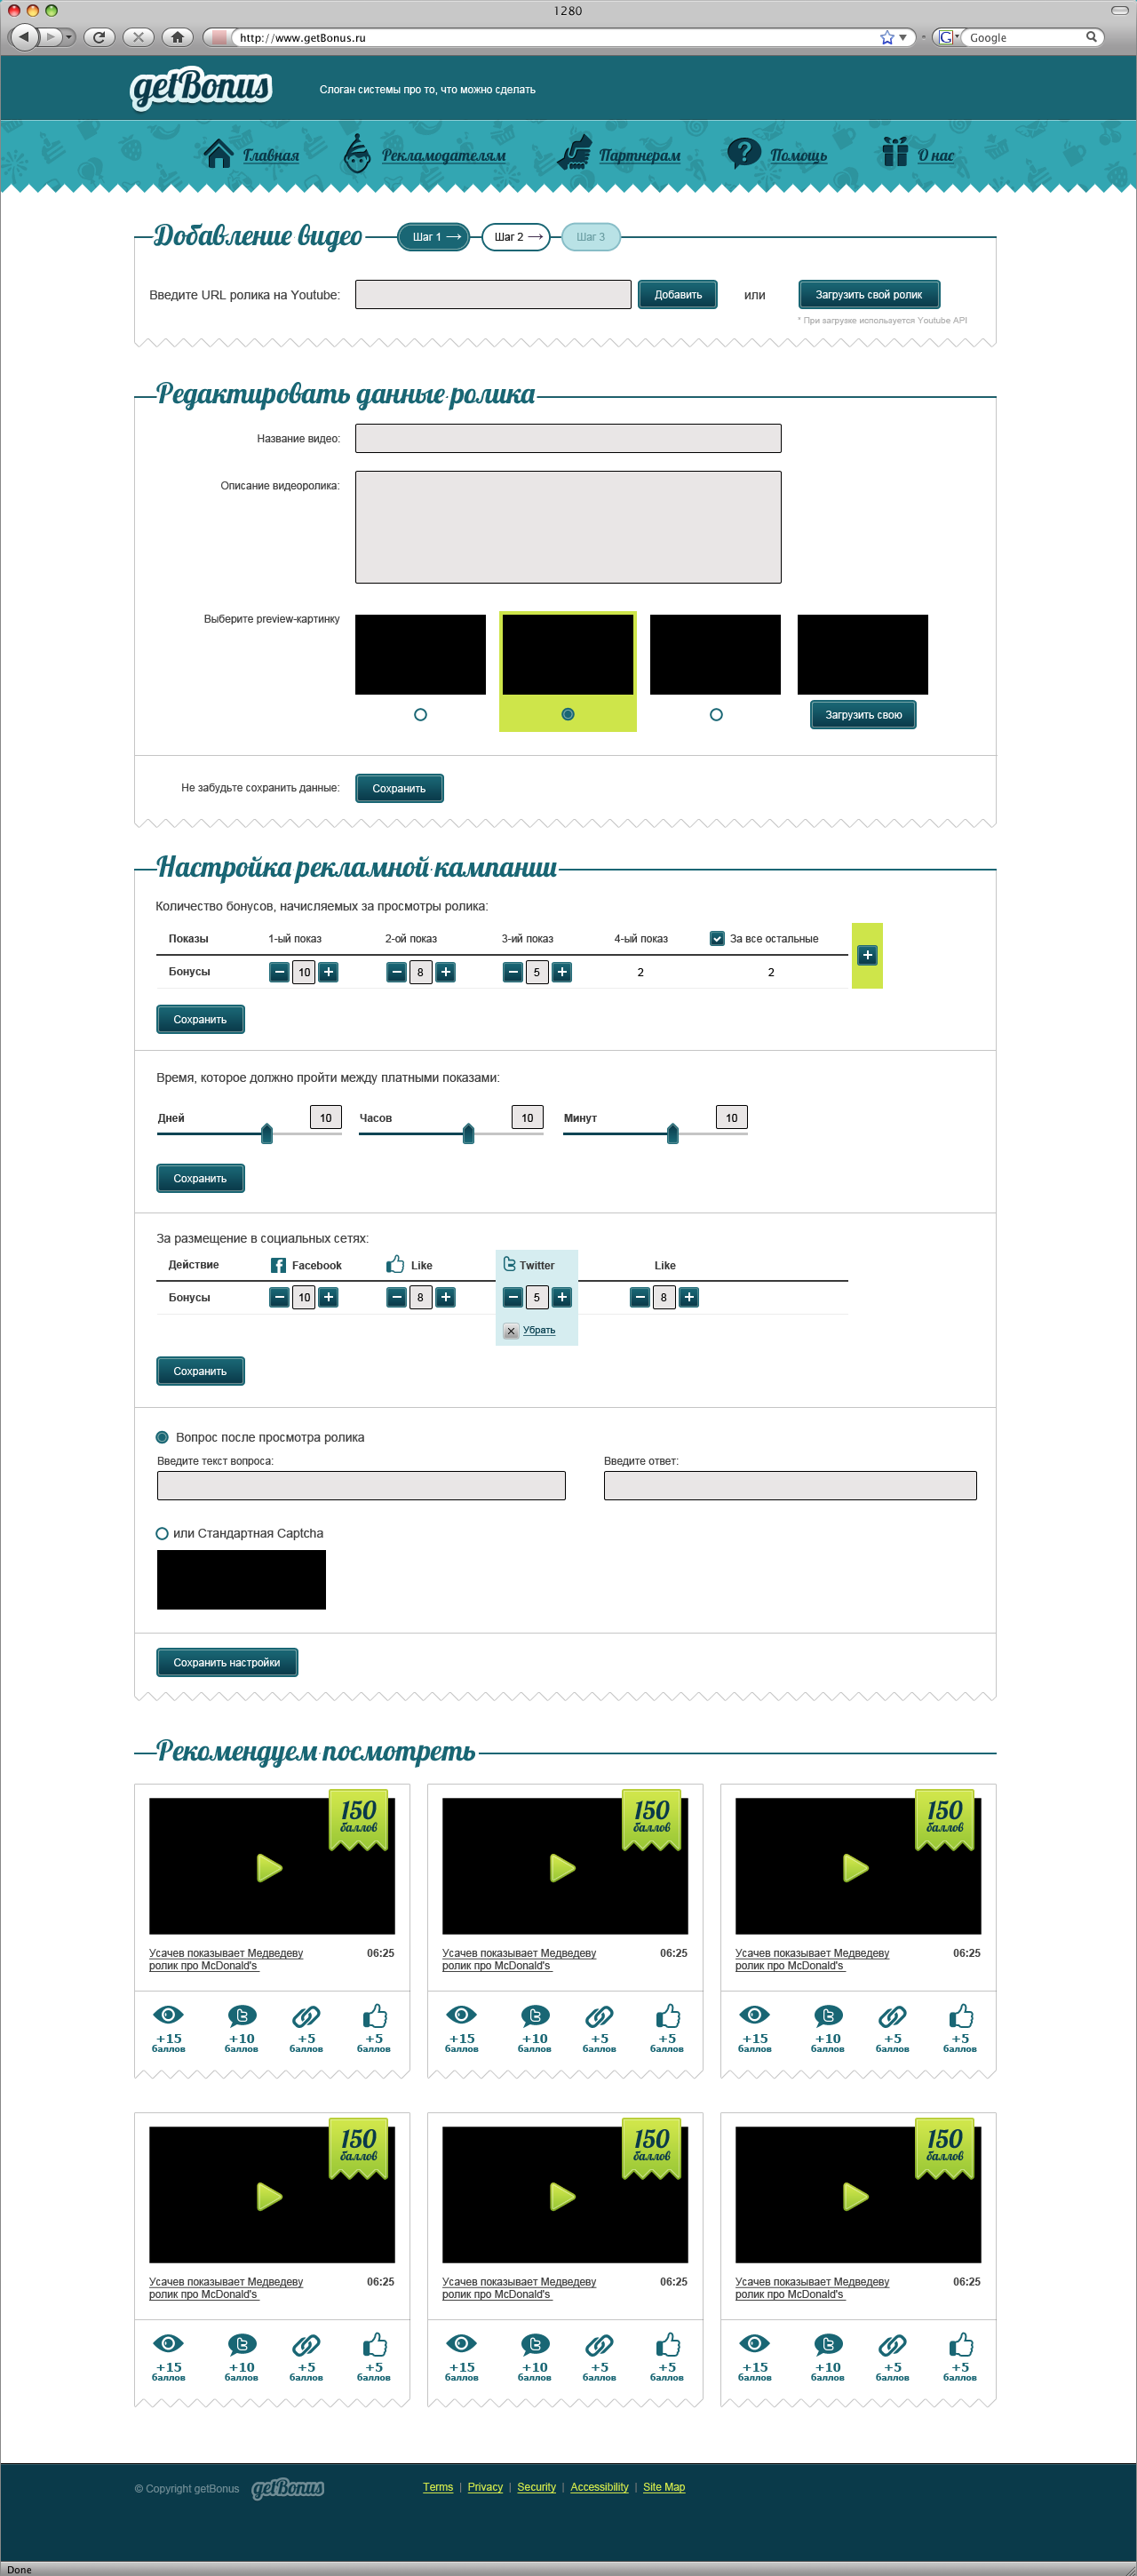 1280
http://www.getBonus.ru
Google
getBonus
Слоган системы про то, что можно сделать
Главная
Рекламодателям
Партнерам
Помощь
О нас
Добавление видео
Шаг 1
Шаг 2
Шаг 3
Введите URL ролика на Youtube:
Добавить
или
Загрузить свой ролик
* При загрузке используется Youtube API
Редактировать данные ролика
Название видео:
Описание видеоролика:
Выберите preview-картинку
Загрузить свою
Не забудьте сохранить данные:
Сохранить
Настройка рекламной кампании
Количество бонусов, начисляемых за просмотры ролика:
Показы 1-ый показ 2-ой показ 3-ий показ 4-ый показ За все остальные
Бонусы 10 8 5 2 2
Сохранить
Время, которое должно пройти между платными показами:
Дней 10 Часов 10 Минут 10
Сохранить
За размещение в социальных сетях:
Действие Facebook Like Twitter Like
Бонусы 10 8 5 8
Убрать
Сохранить
Вопрос после просмотра ролика
Введите текст вопроса: Введите ответ:
или Стандартная Captcha
Сохранить настройки
Рекомендуем посмотреть
150 150 150
баллов баллов баллов
Усачев показывает Медведеву 06:25 Усачев показывает Медведеву 06:25 Усачев показывает Медведеву 06:25
ролик про McDonald's ролик про McDonald's ролик про McDonald's
+15 +10 +5 +5 +15 +10 +5 +5 +15 +10 +5 +5
баллов баллов баллов баллов баллов баллов баллов баллов баллов баллов баллов баллов
150 150 150
баллов баллов баллов
Усачев показывает Медведеву 06:25 Усачев показывает Медведеву 06:25 Усачев показывает Медведеву 06:25
ролик про McDonald's ролик про McDonald's ролик про McDonald's
+15 +10 +5 +5 +15 +10 +5 +5 +15 +10 +5 +5
баллов баллов баллов баллов баллов баллов баллов баллов баллов баллов баллов баллов
© Copyright getBonus getBonus Terms | Privacy | Security | Accessibility | Site Map
Done